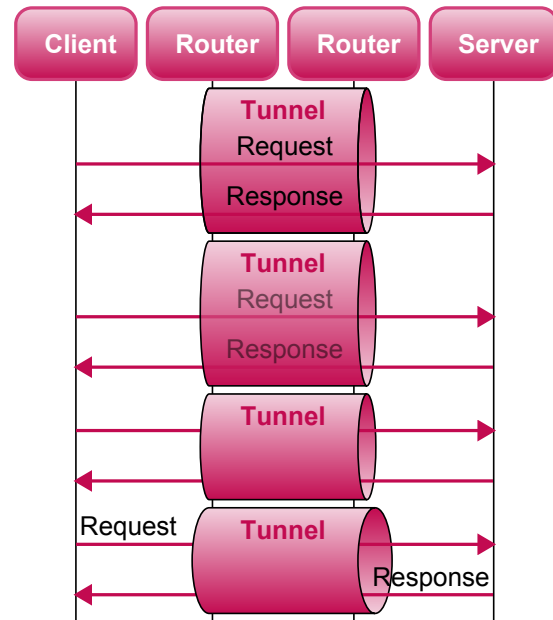 Client Router Router Server
Tunnel
Request
Response
Tunnel
Request
Response
Tunnel
Request
Tunnel
Response